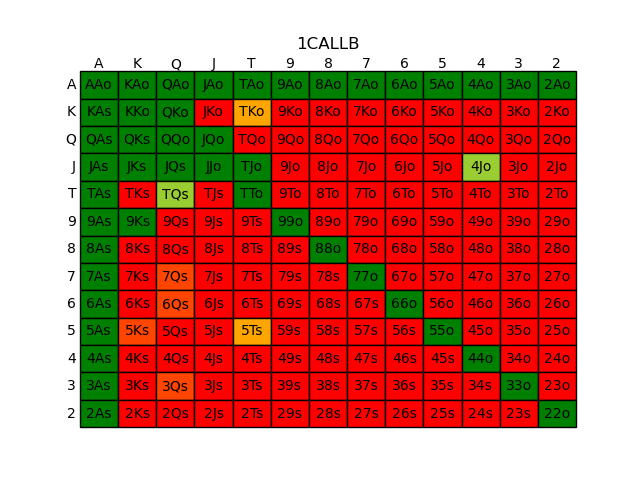 1CALLB
A K Q J T 9 8 7 6 5 4 3 2
A AAo KAo QAo JAo TAo 9Ao 8Ao 7Ao 6Ao 5Ao 4Ao 3Ao 2Ao
K KAs KKo QKo JKo TKo 9Ko 8Ko 7Ko 6Ko 5Ko 4Ko 3Ko 2Ko
Q QAs QKs QQo JQo TQo 9Qo 8Qo 7Qo 6Qo 5Qo 4Qo 3Qo 2Qo
J JAs JKs JQs JJo TJo 9Jo 8Jo 7Jo 6Jo 5Jo 4Jo 3Jo 2Jo
T TAs TKs TQs TJs TTo 9To 8To 7To 6To 5To 4To 3To 2To
9 9As 9Ks 9Qs 9Js 9Ts 99o 89o 79o 69o 59o 49o 39o 29o
8 8As 8Ks 8Qs 8Js 8Ts 89s 88o 78o 68o 58o 48o 38o 28o
7 7As 7Ks 7Qs 7Js 7Ts 79s 78s 77o 67o 57o 47o 37o 27o
6 6As 6Ks 6Qs 6Js 6Ts 69s 68s 67s 66o 56o 46o 36o 26o
5 5As 5Ks 5Qs 5Js 5Ts 59s 58s 57s 56s 55o 45o 35o 25o
4 4As 4Ks 4Qs 4Js 4Ts 49s 48s 47s 46s 45s 44o 34o 24o
3 3As 3Ks 3Qs 3Js 3Ts 39s 38s 37s 36s 35s 34s 33o 23o
2 2As 2Ks 2Qs 2Js 2Ts 29s 28s 27s 26s 25s 24s 23s 22o